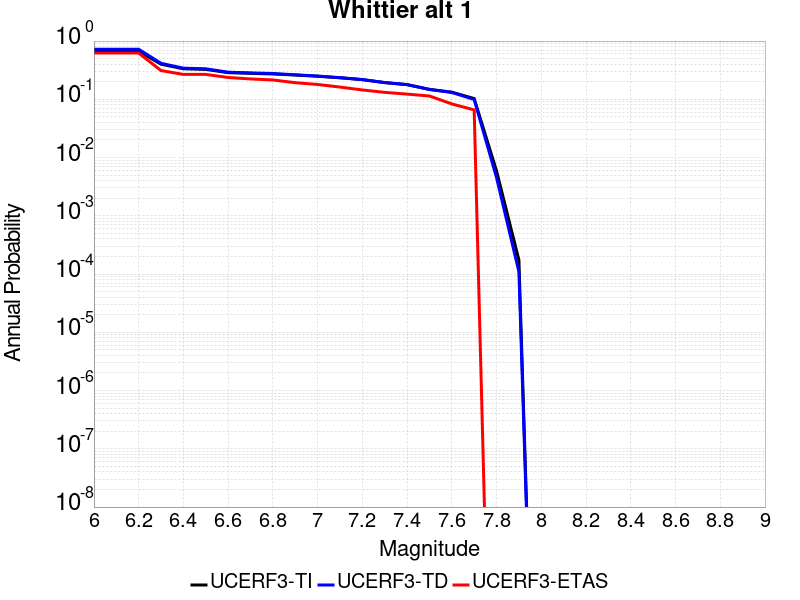 Whittier alt 1
Annual Probability
10^0
10^-1
10^-2
10^-3
10^-4
10^-5
10^-6
10^-7
10^-8
6 6.2 6.4 6.6 6.8 7 7.2 7.4 7.6 7.8 8 8.2 8.4 8.6 8.8 9
Magnitude
UCERF3-TI UCERF3-TD UCERF3-ETAS